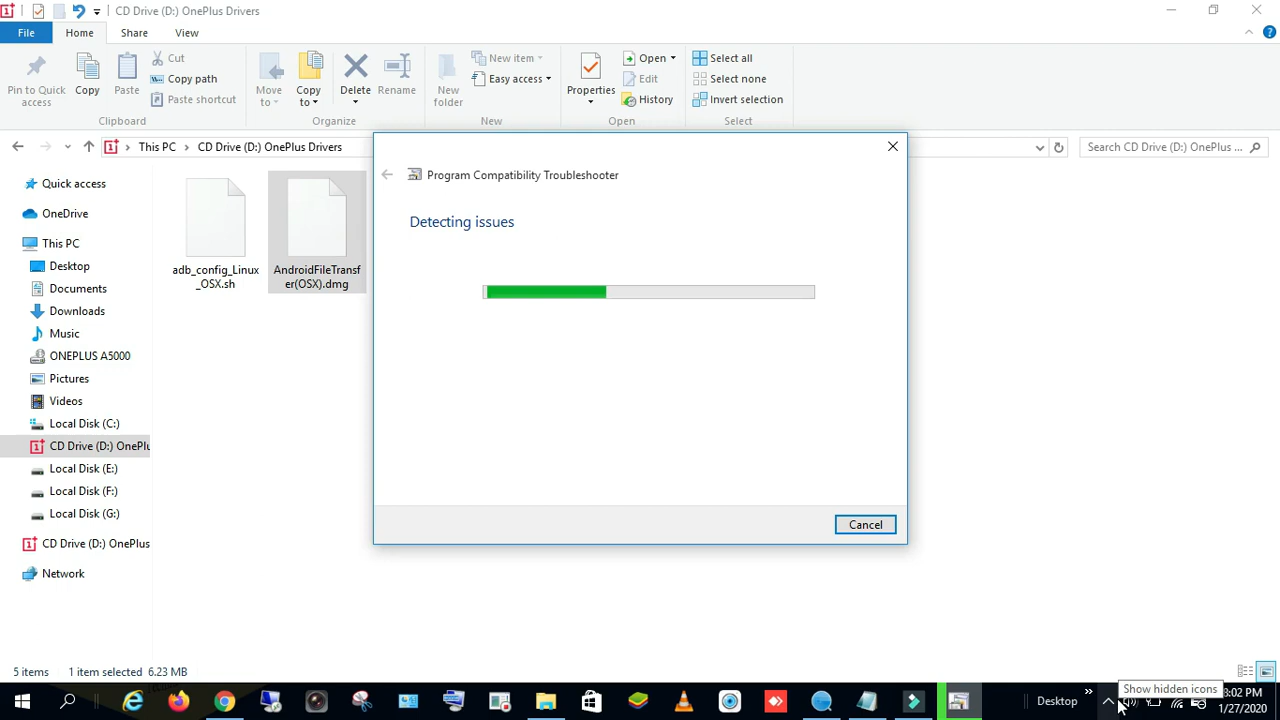 CD Drive (D:) OnePlus Drivers
File
Home
Share
View
Pin to Quick access
Copy
Paste
Cut
Copy path
Paste shortcut
Clipboard
Move to
Copy to
Delete
Rename
Organize
New folder
New item
Easy access
New
Properties
Open
Edit
History
Open
Select all
Select none
Invert selection
Select
This PC
CD Drive (D:) OnePlus Drivers
Search CD Drive (D:) OnePlus ...
Quick access
OneDrive
This PC
Desktop
Documents
Downloads
Music
ONEPLUS A5000
Pictures
Videos
Local Disk (C:)
CD Drive (D:) OnePlu
Local Disk (E:)
Local Disk (F:)
Local Disk (G:)
CD Drive (D:) OnePlus
Network
adb_config_Linux
_OSX.sh
AndroidFileTransf
er(OSX).dmg
Program Compatibility Troubleshooter
Detecting issues
Cancel
5 items
1 item selected
6.23 MB
Show hidden icons
Desktop
8:02 PM
1/27/2020